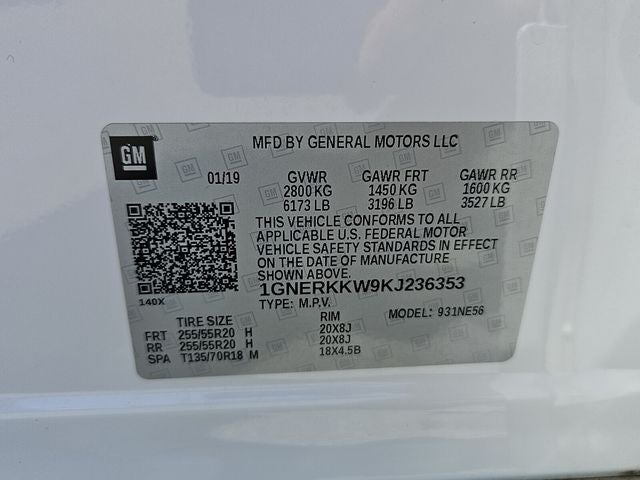 GM
MFD BY GENERAL MOTORS LLC
01/19 GVWR GAWR FRT GAWR RR
2800 KG 1450 KG 1600 KG
6173 LB 3196 LB 3527 LB
THIS VEHICLE CONFORMS TO ALL
APPLICABLE U.S. FEDERAL MOTOR
VEHICLE SAFETY STANDARDS IN EFFECT
ON THE DATE OF MANUFACTURE
SHOWN ABOVE.
1GNERKKW9KJ236353
140X
TYPE: M.P.V. MODEL: 931NE56
TIRE SIZE RIM
FRT 255/55R20 H 20X8J
RR 255/55R20 H 20X8J
SPA T135/70R18 M 18X4.5B